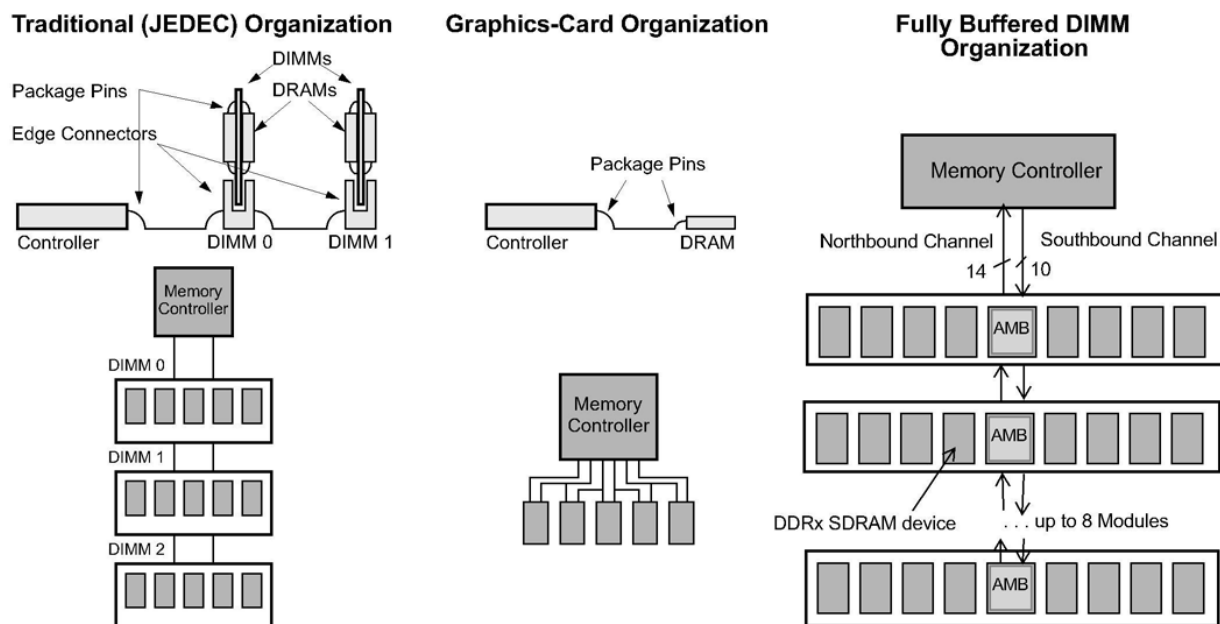 Traditional (JEDEC) Organization
DIMMs
Package Pins
DRAMs
Edge Connectors
Controller
DIMM 0
DIMM 1
Memory
Controller
DIMM 0
DIMM 1
DIMM 2
Graphics-Card Organization
Package Pins
Controller
DRAM
Memory
Controller
Fully Buffered DIMM
Organization
Memory Controller
Northbound Channel
Southbound Channel
14
10
AMB
AMB
DDRx SDRAM device
. . . up to 8 Modules
AMB